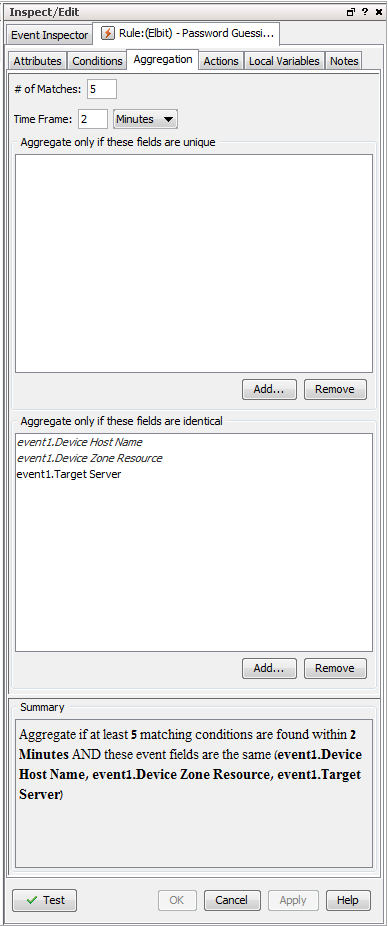 Inspect/Edit
Event Inspector
Rule:(Elbit) - Password Guessi...
Attributes
Conditions
Aggregation
Actions
Local Variables
Notes
# of Matches: 5
Time Frame: 2 Minutes
Aggregate only if these fields are unique
Add...
Remove
Aggregate only if these fields are identical
event1.Device Host Name
event1.Device Zone Resource
event1.Target Server
Add...
Remove
Summary
Aggregate if at least 5 matching conditions are found within 2
Minutes AND these event fields are the same (event1.Device
Host Name, event1.Device Zone Resource, event1.Target
Server)
Test
OK
Cancel
Apply
Help